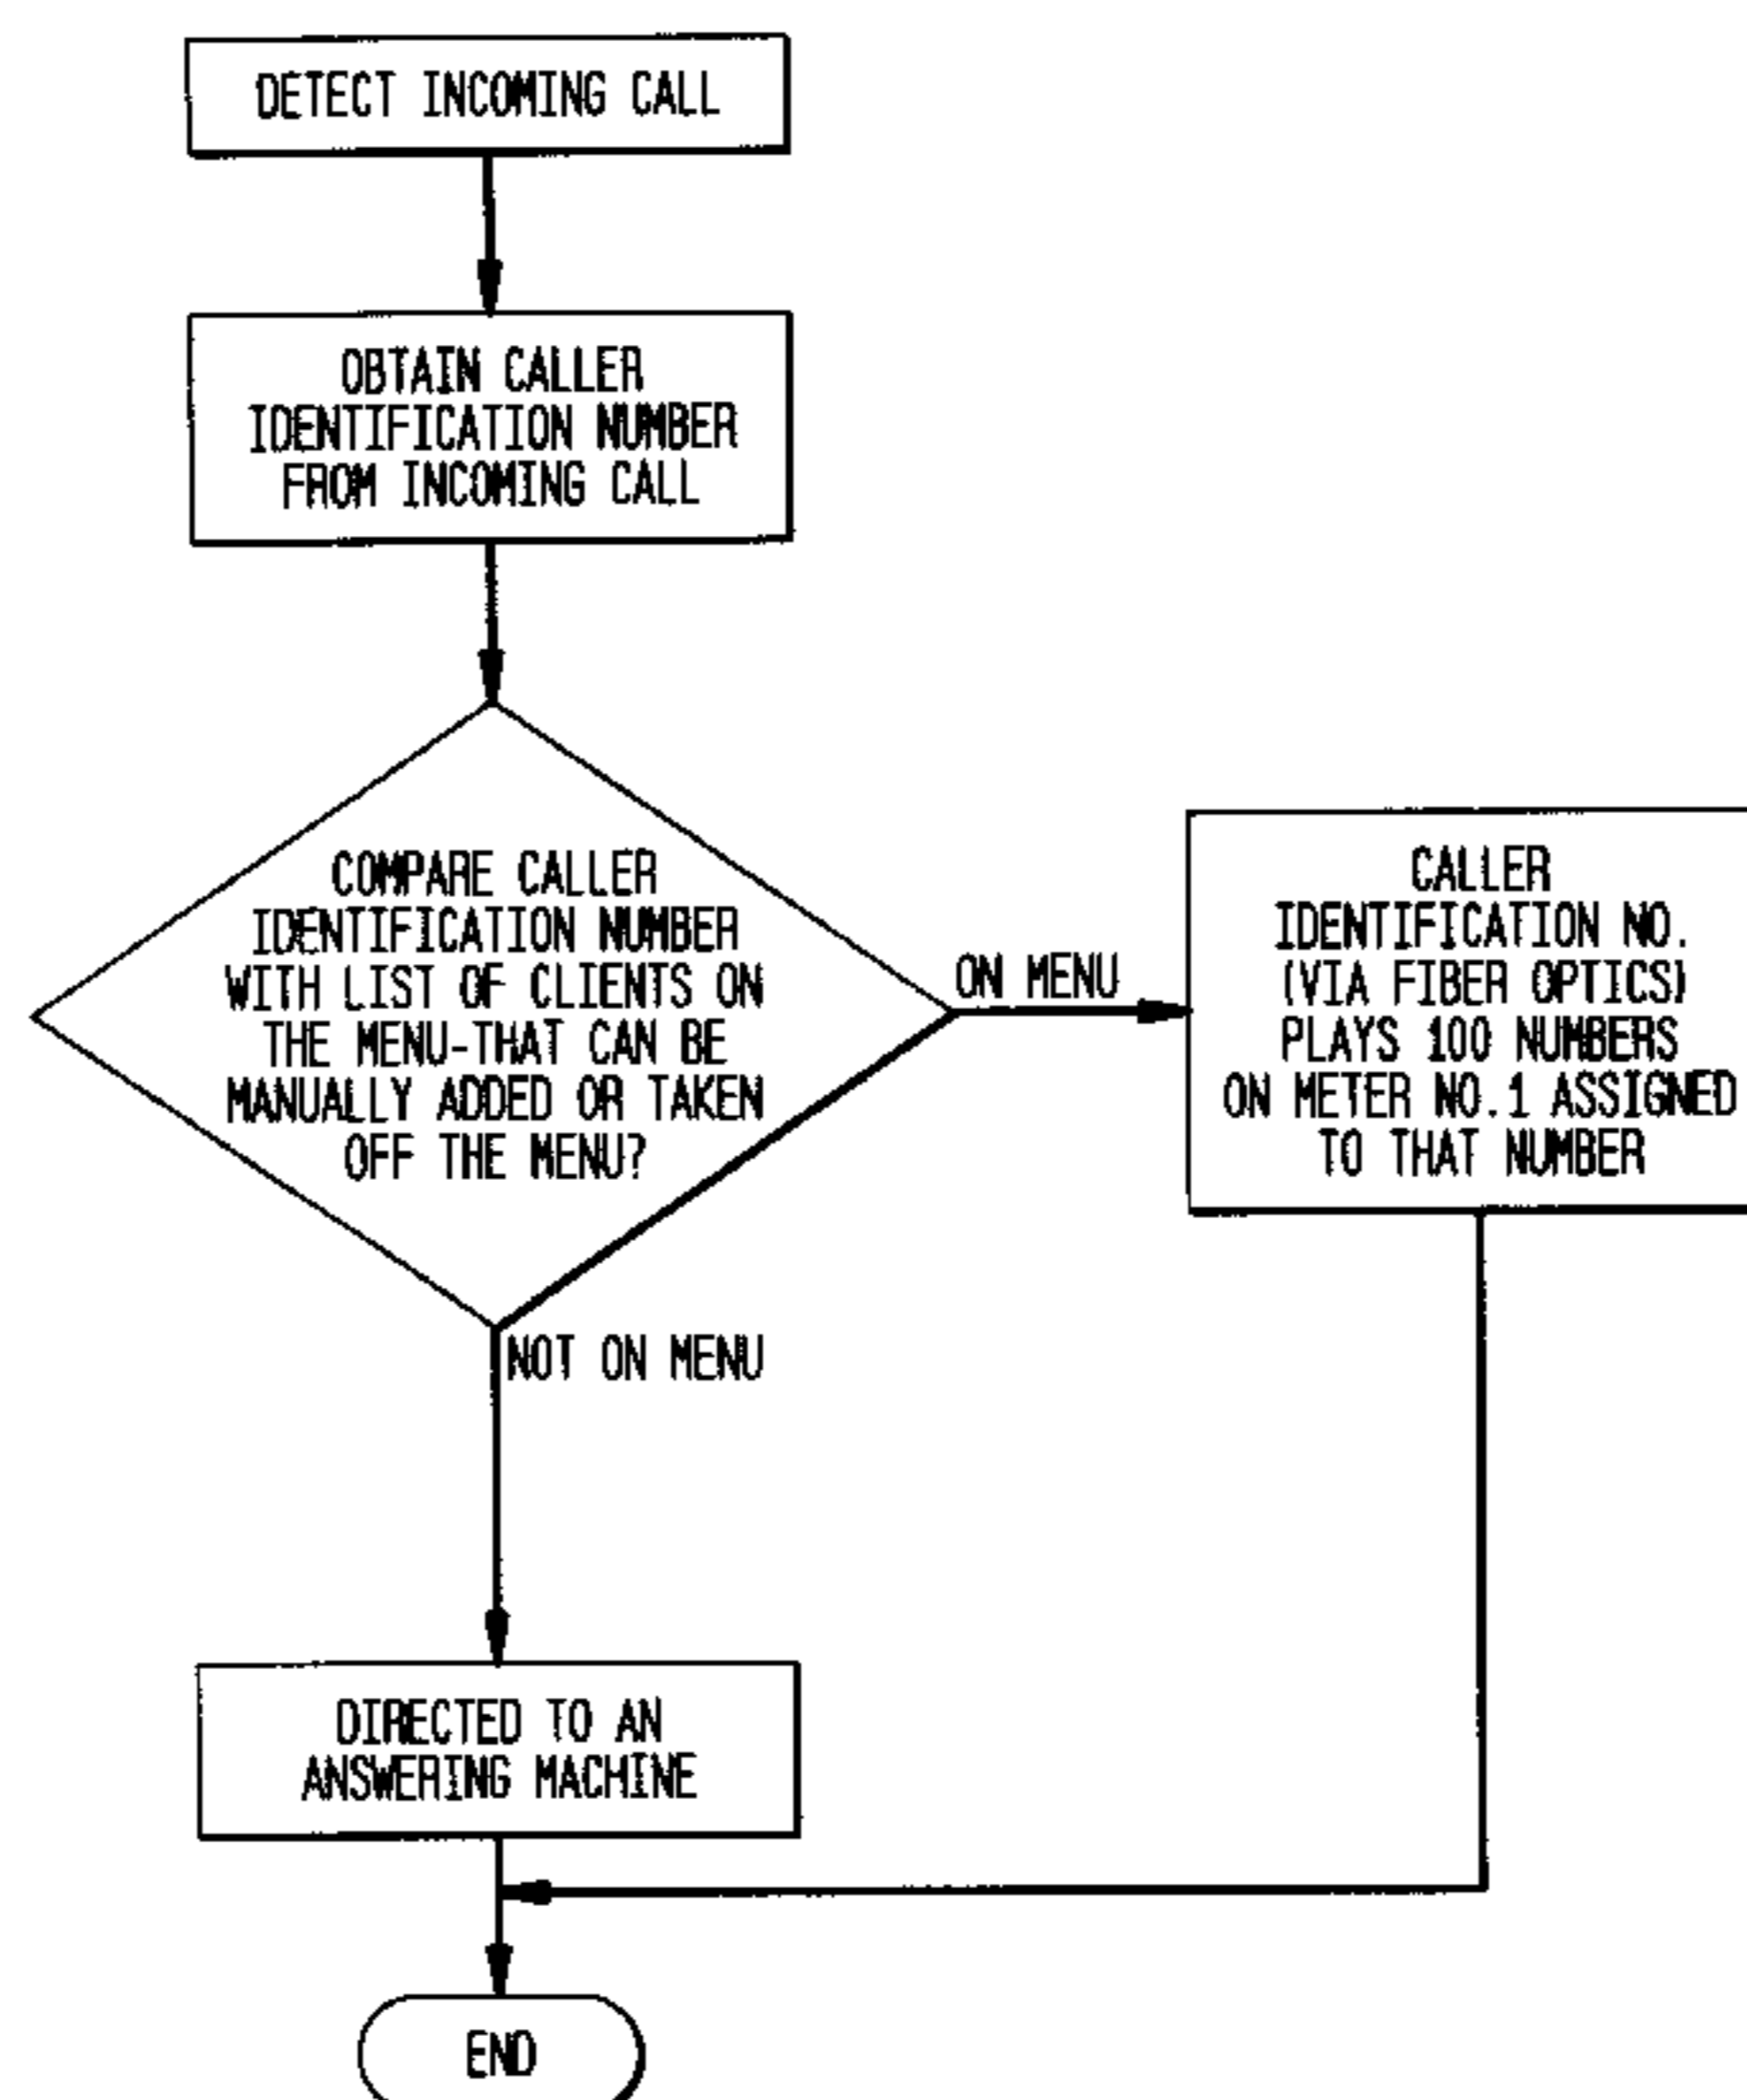 DETECT INCOMING CALL
OBTAIN CALLER
IDENTIFICATION NUMBER
FROM INCOMING CALL
COMPARE CALLER
IDENTIFICATION NUMBER
WITH LIST OF CLIENTS ON
THE MENU-THAT CAN BE
MANUALLY ADDED OR TAKEN
OFF THE MENU?
ON MENU
CALLER
IDENTIFICATION NO.
(VIA FIBER OPTICS)
PLAYS 100 NUMBERS
ON METER NO.1 ASSIGNED
TO THAT NUMBER
NOT ON MENU
DIRECTED TO AN
ANSWERING MACHINE
END